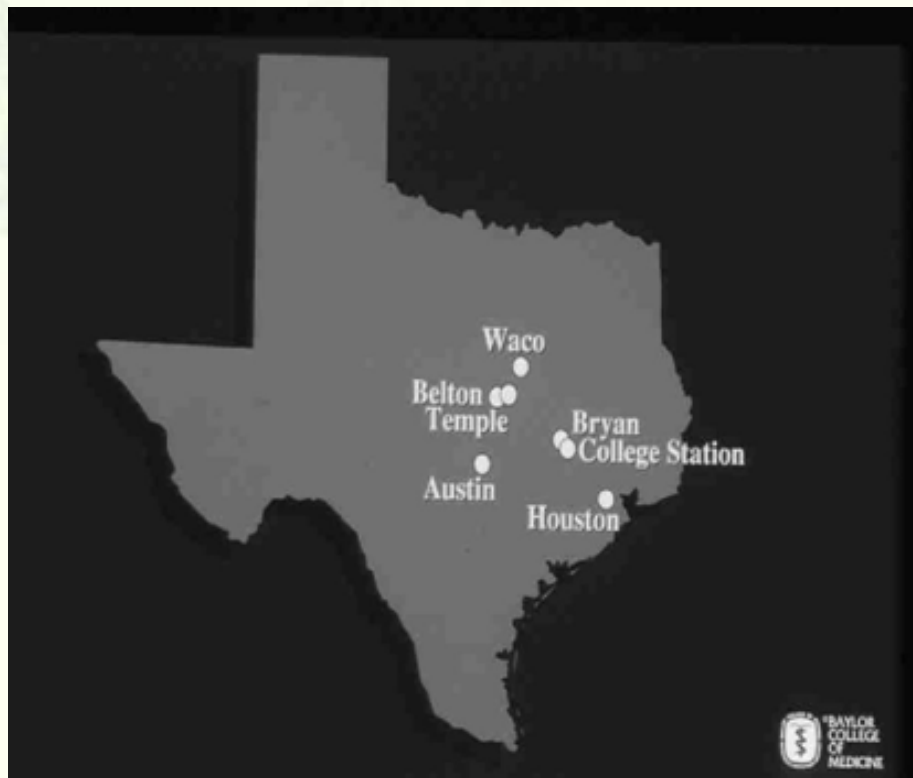 Waco
Belton
Temple
Bryan
College Station
Austin
Houston
BAYLOR
COLLEGE
OF
MEDICINE